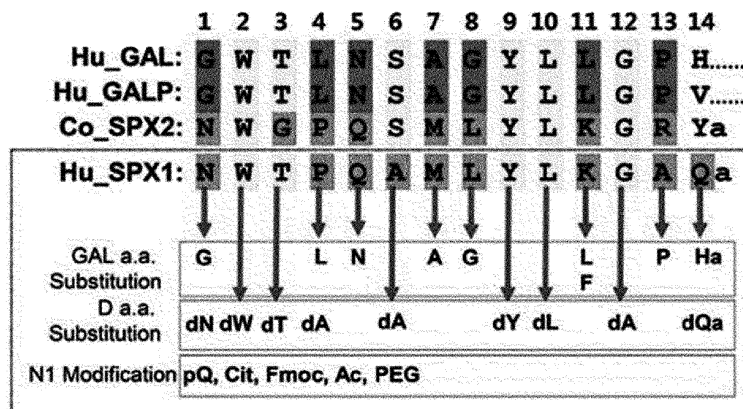 1 2 3 4 5 6 7 8 9 10 11 12 13 14
Hu_GAL: G W T L N S A G Y L L G P H......
Hu_GALP: G W T L N S A G Y L L G P V......
Co_SPX2: N W G P Q S M L Y L K G R Ya
Hu_SPX1: N W T P Q A M L Y L K G A Qa
GAL a.a. G L N A G L P Ha
Substitution F
D a.a.
Substitution dN dW dT dA dA dY dL dA dQa
N1 Modification pQ, Cit, Fmoc, Ac, PEG